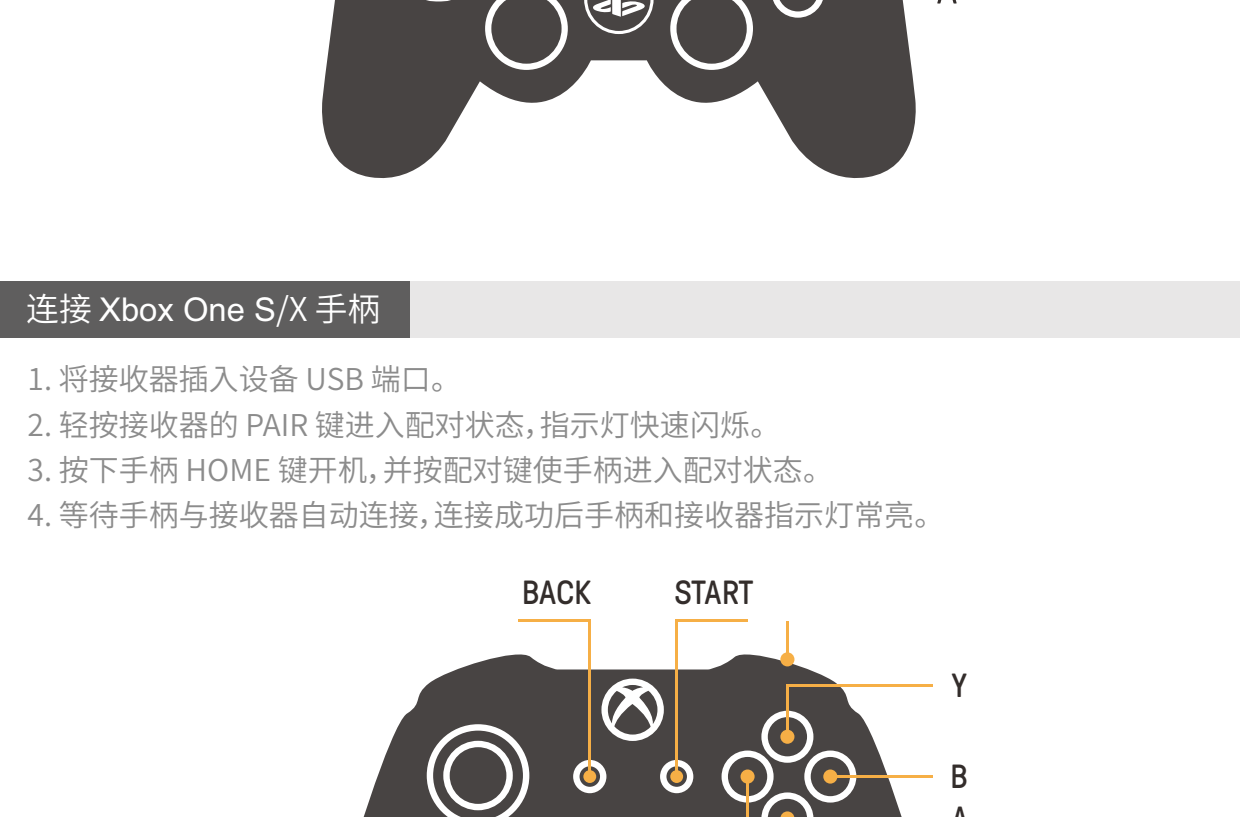 A
连接 Xbox One S/X 手柄
1. 将接收器插入设备 USB 端口。
2. 轻按接收器的 PAIR 键进入配对状态，指示灯快速闪烁。
3. 按下手柄 HOME 键开机，并按配对键使手柄进入配对状态。
4. 等待手柄与接收器自动连接，连接成功后手柄和接收器指示灯常亮。
BACK START
Y
B
A